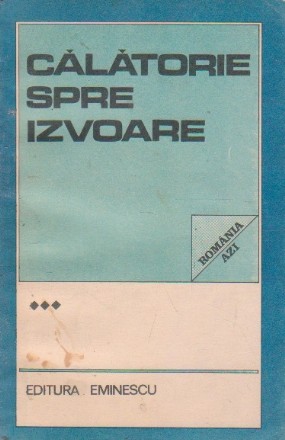 CĂLĂTORIE
SPRE
IZVOARE
ROMÂNIA
AZI
EDITURA EMINESCU